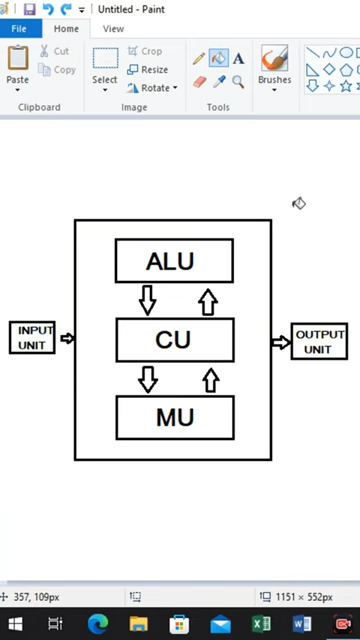 Untitled - Paint
File
Home
View
Paste
Cut
Copy
Clipboard
Select
Crop
Resize
Rotate
Image
A
Tools
Brushes
ALU
INPUT
UNIT
CU
OUTPUT
UNIT
MU
357, 109px
1151 × 552px